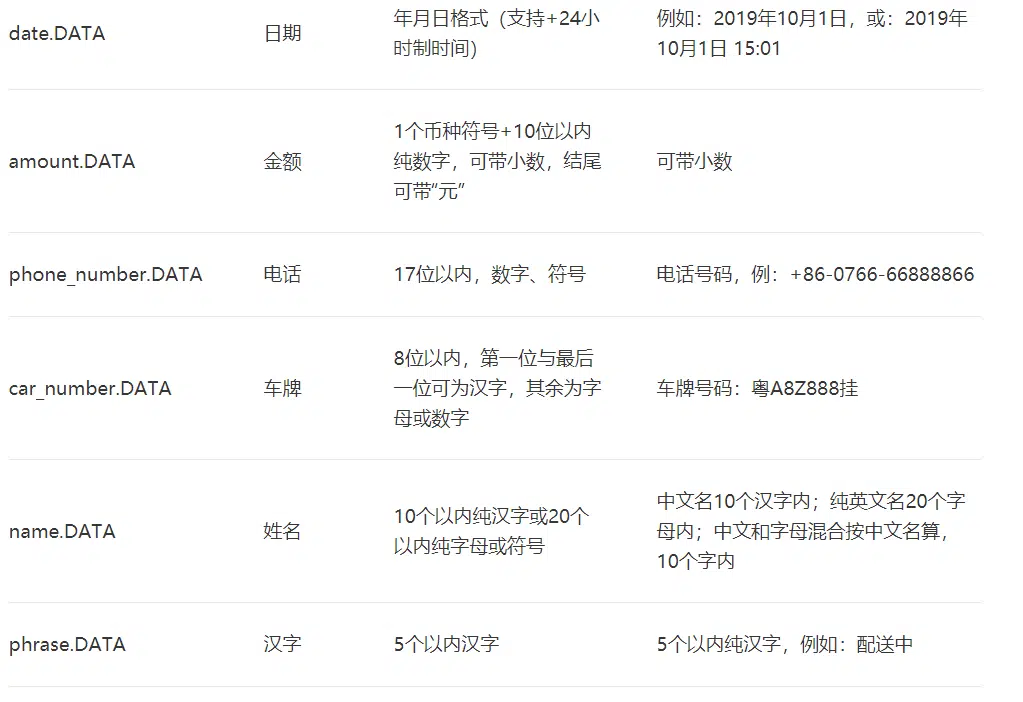 date.DATA
日期
年月日格式（支持+24小
时制时间）
例如：2019年10月1日，或：2019年
10月1日 15:01
amount.DATA
金额
1个币种符号+10位以内
纯数字，可带小数，结尾
可带“元”
可带小数
phone_number.DATA
电话
17位以内，数字、符号
电话号码，例：+86-0766-66888866
car_number.DATA
车牌
8位以内，第一位与最后
一位可为汉字，其余为字
母或数字
车牌号码：粤A8Z888挂
name.DATA
姓名
10个以内纯汉字或20个
以内纯字母或符号
中文名10个汉字内；纯英文名20个字
母内；中文和字母混合按中文名算，
10个字内
phrase.DATA
汉字
5个以内汉字
5个以内纯汉字，例如：配送中